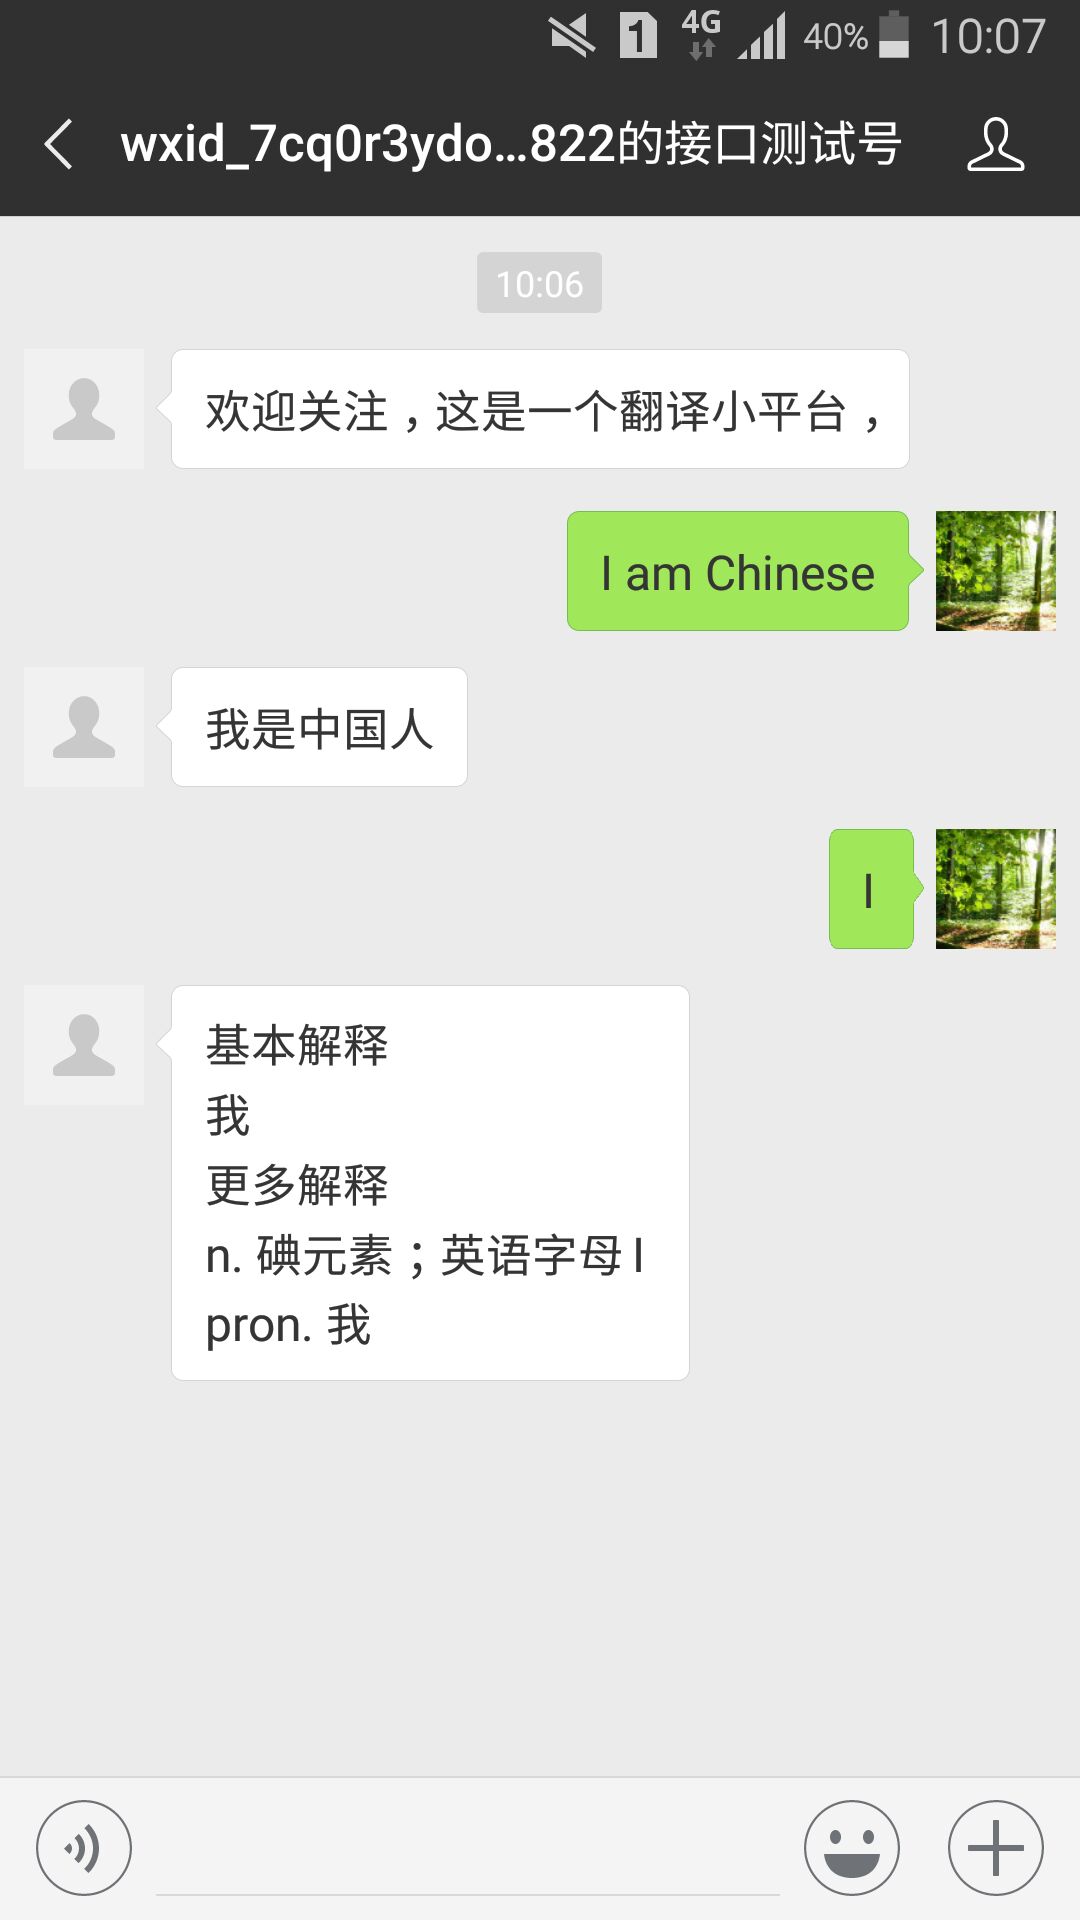 1 4G 40% 10:07
wxid_7cq0r3ydo...822的接口测试号
10:06
欢迎关注，这是一个翻译小平台，
I am Chinese
我是中国人
I
基本解释
我
更多解释
n. 碘元素；英语字母 I
pron. 我